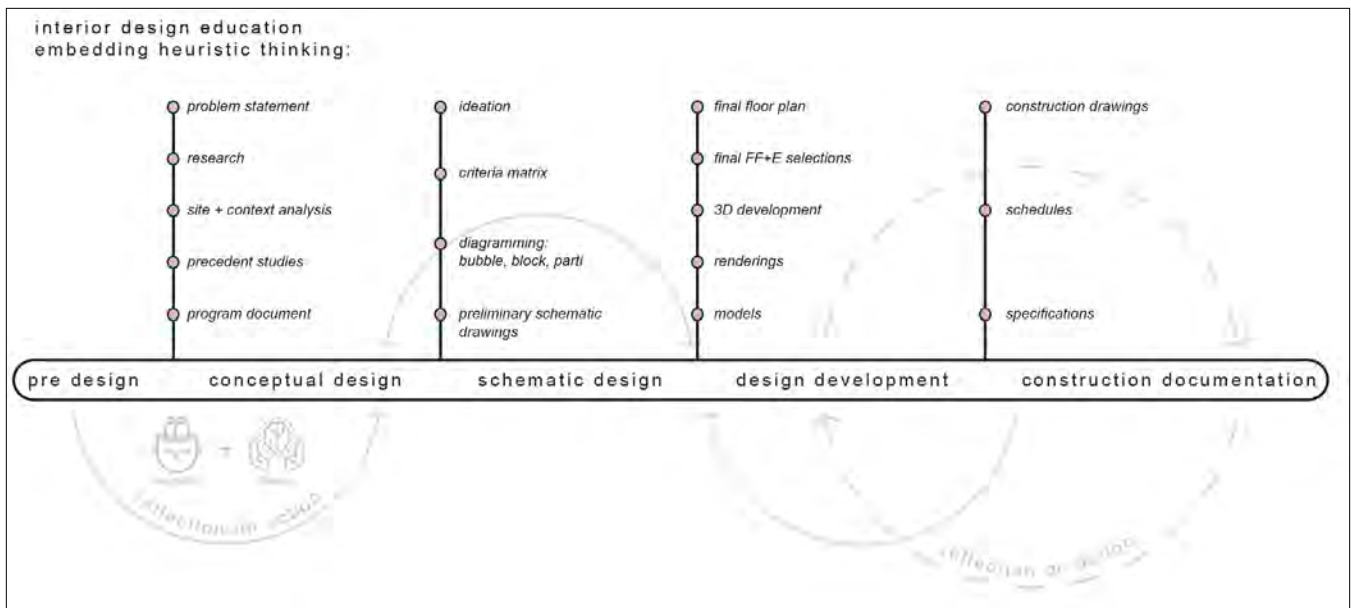 interior design education
embedding heuristic thinking:
problem statement
research
site + context analysis
precedent studies
program document
ideation
criteria matrix
diagramming:
bubble, block, parti
preliminary schematic
drawings
final floor plan
final FF+E selections
3D development
renderings
models
construction drawings
schedules
specifications
pre design
conceptual design
schematic design
design development
construction documentation
reflection in action
reflection on action